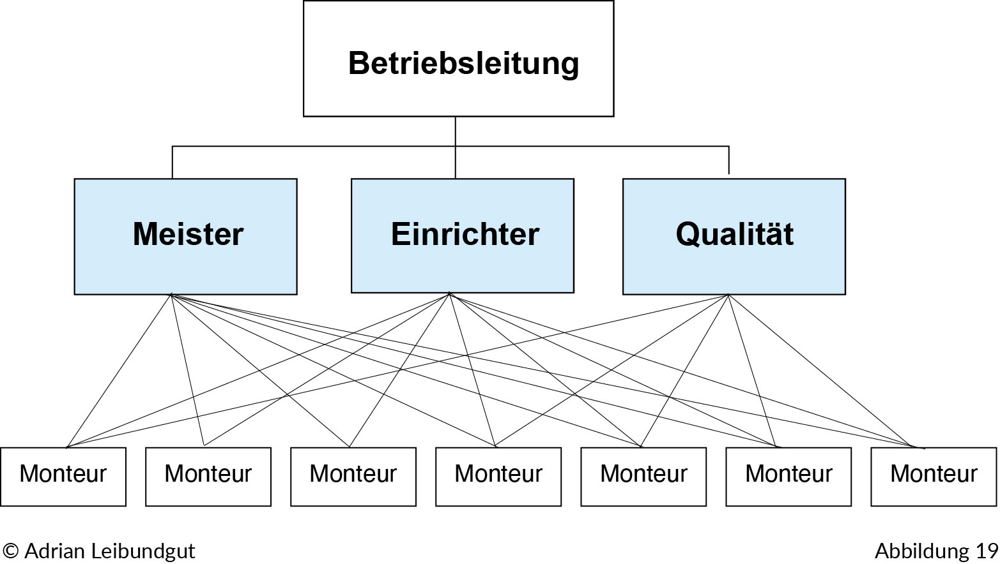 Betriebsleitung
Meister
Einrichter
Qualität
Monteur
Monteur
Monteur
Monteur
Monteur
Monteur
Monteur
© Adrian Leibundgut
Abbildung 19